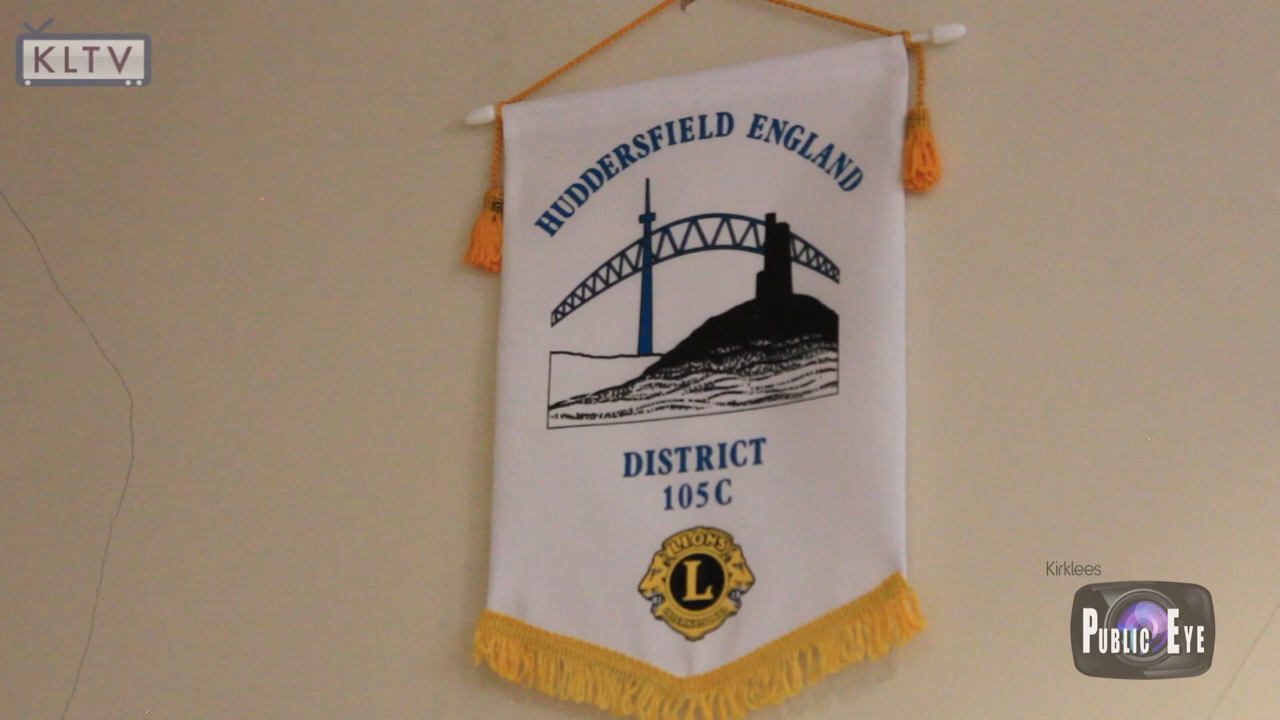 KLTV
HUDDERSFIELD ENGLAND
DISTRICT
105C
LIONS
L
Kirklees
PUBLIC EYE